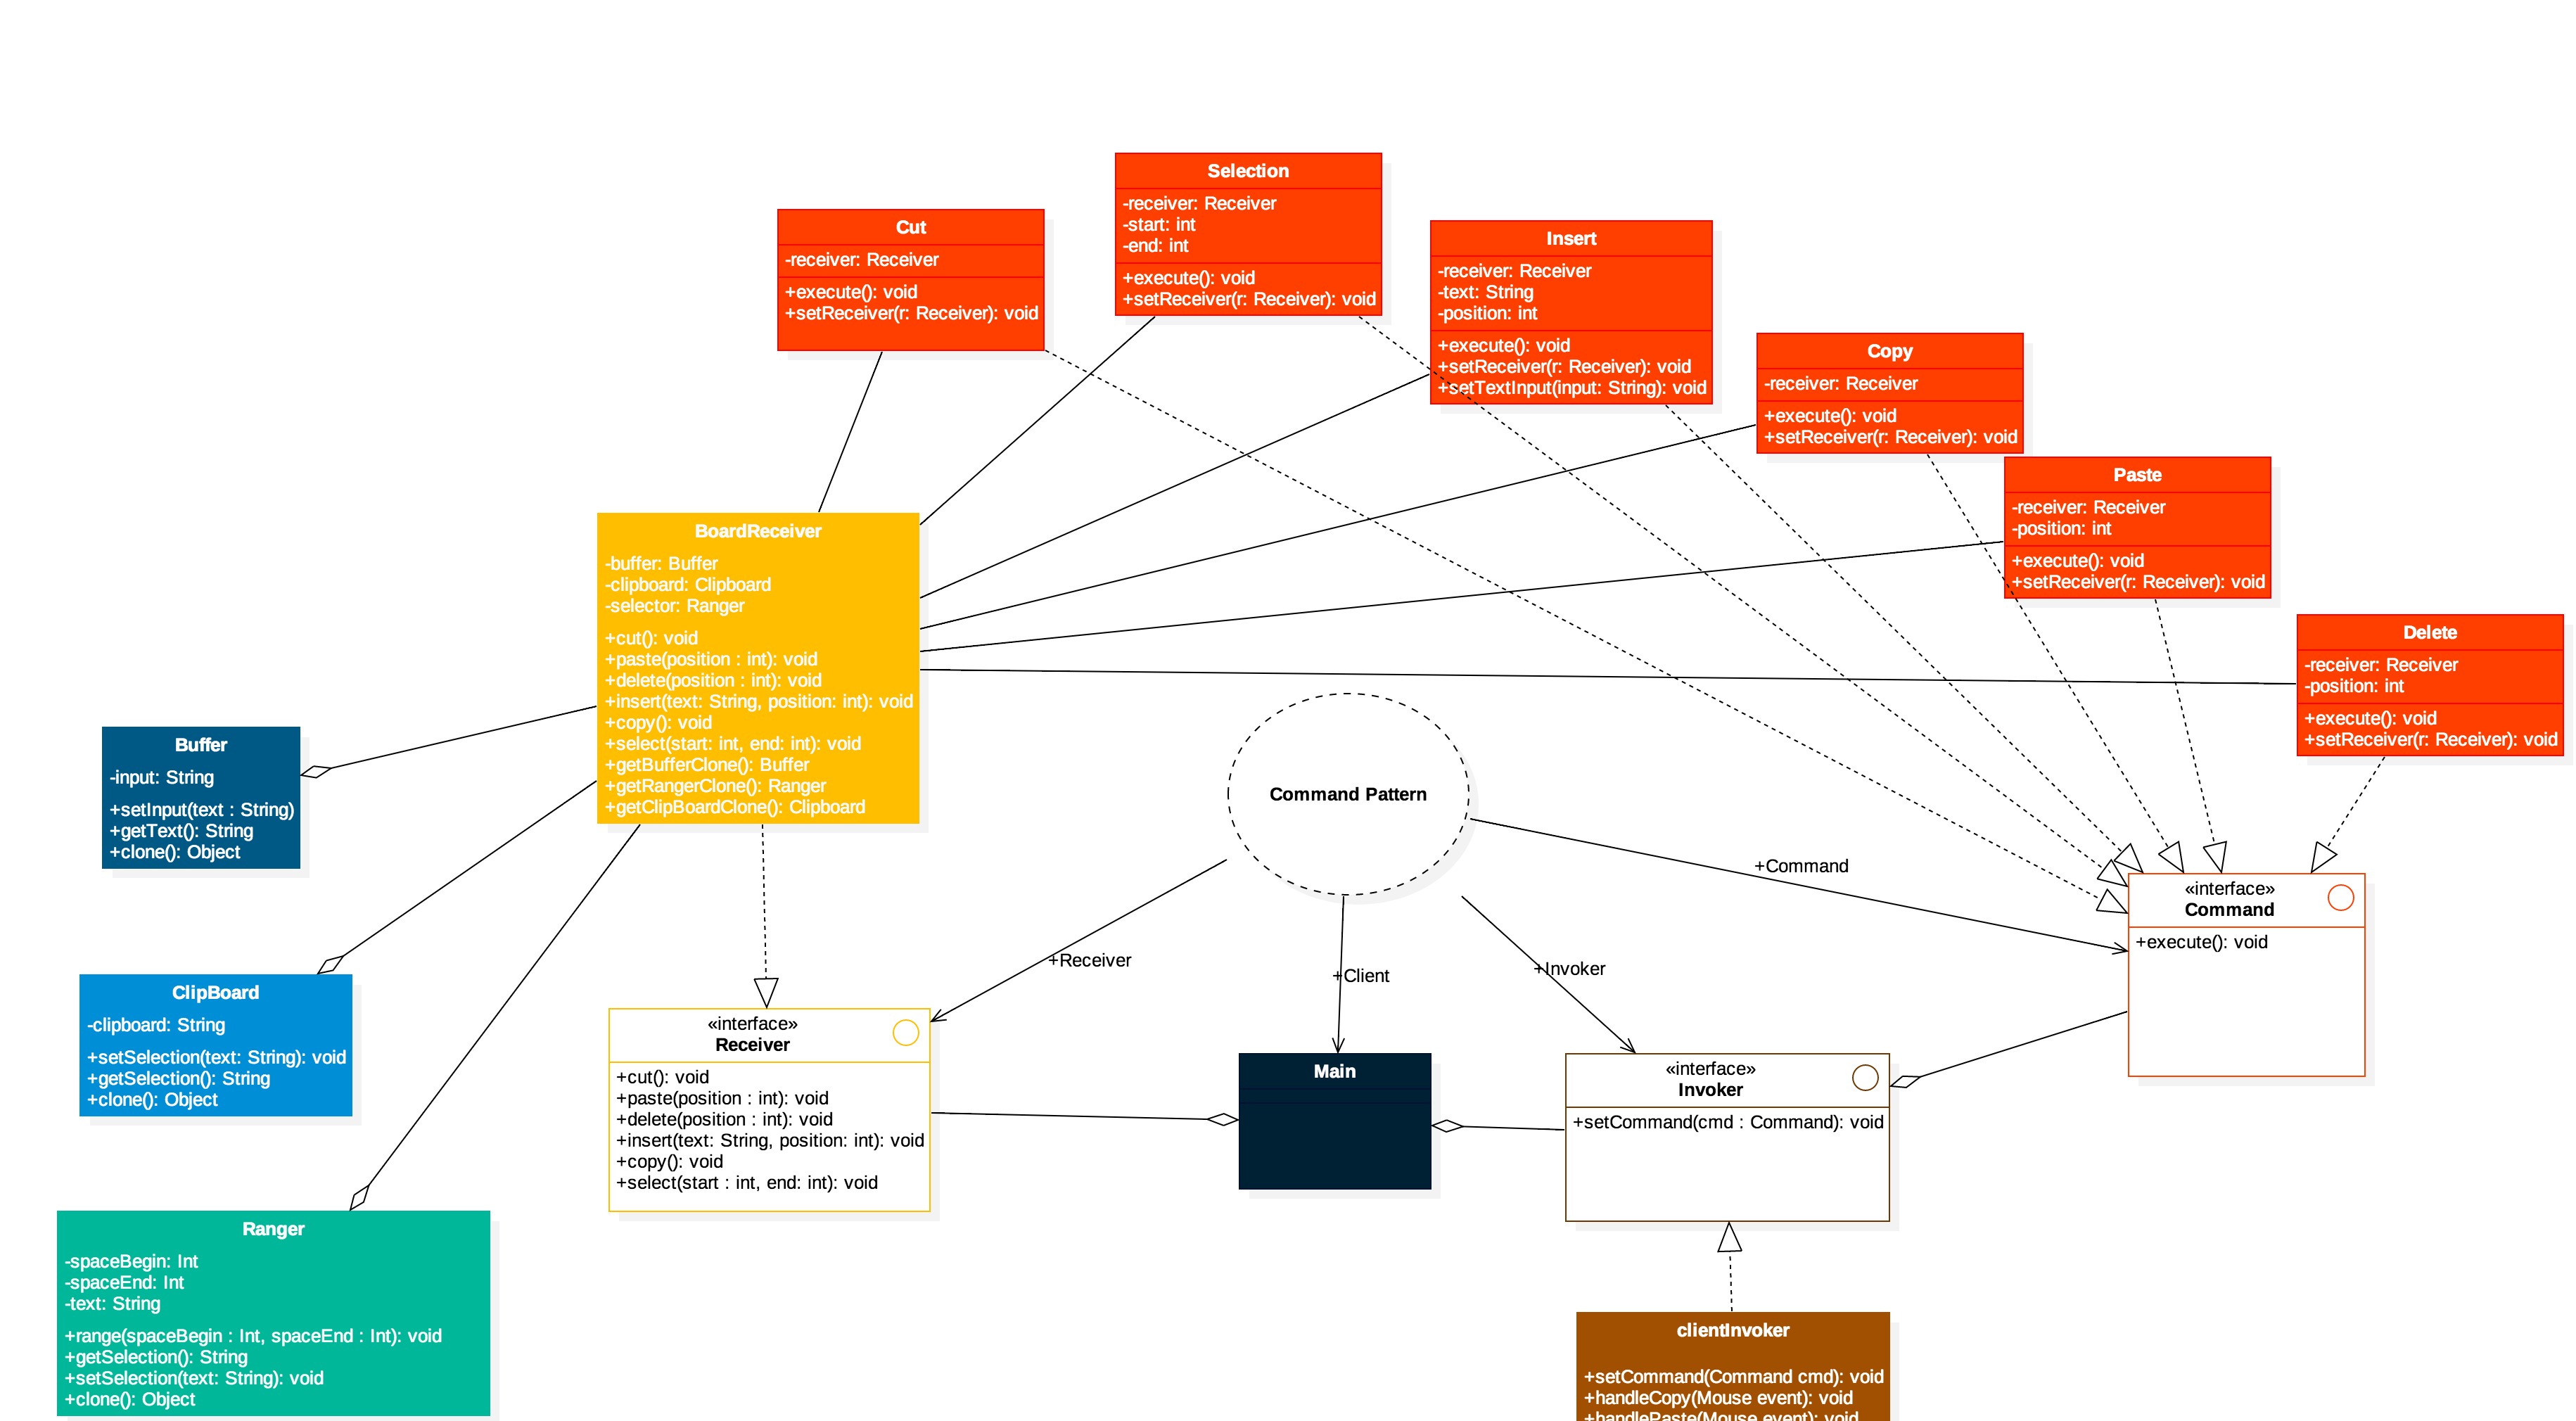 Selection
-receiver: Receiver
-start: int
-end: int
+execute(): void
+setReceiver(r: Receiver): void
Cut
-receiver: Receiver
+execute(): void
+setReceiver(r: Receiver): void
Insert
-receiver: Receiver
-text: String
-position: int
+execute(): void
+setReceiver(r: Receiver): void
+setTextInput(input: String): void
Copy
-receiver: Receiver
+execute(): void
+setReceiver(r: Receiver): void
Paste
-receiver: Receiver
-position: int
+execute(): void
+setReceiver(r: Receiver): void
Delete
-receiver: Receiver
-position: int
+execute(): void
+setReceiver(r: Receiver): void
BoardReceiver
-buffer: Buffer
-clipboard: Clipboard
-selector: Ranger
+cut(): void
+paste(position : int): void
+delete(position : int): void
+insert(text: String, position: int): void
+copy(): void
+select(start: int, end: int): void
+getBufferClone(): Buffer
+getRangerClone(): Ranger
+getClipBoardClone(): Clipboard
Buffer
-input: String
+setInput(text : String)
+getText(): String
+clone(): Object
Command Pattern
+Command
+Receiver
+Client
+Invoker
«interface»
Command
+execute(): void
ClipBoard
-clipboard: String
+setSelection(text: String): void
+getSelection(): String
+clone(): Object
«interface»
Receiver
+cut(): void
+paste(position : int): void
+delete(position : int): void
+insert(text: String, position: int): void
+copy(): void
+select(start : int, end: int): void
Main
«interface»
Invoker
+setCommand(cmd : Command): void
Ranger
-spaceBegin: Int
-spaceEnd: Int
-text: String
+range(spaceBegin : Int, spaceEnd : Int): void
+getSelection(): String
+setSelection(text: String): void
+clone(): Object
clientInvoker
+setCommand(Command cmd): void
+handleCopy(Mouse event): void
+handlePaste(Mouse event): void